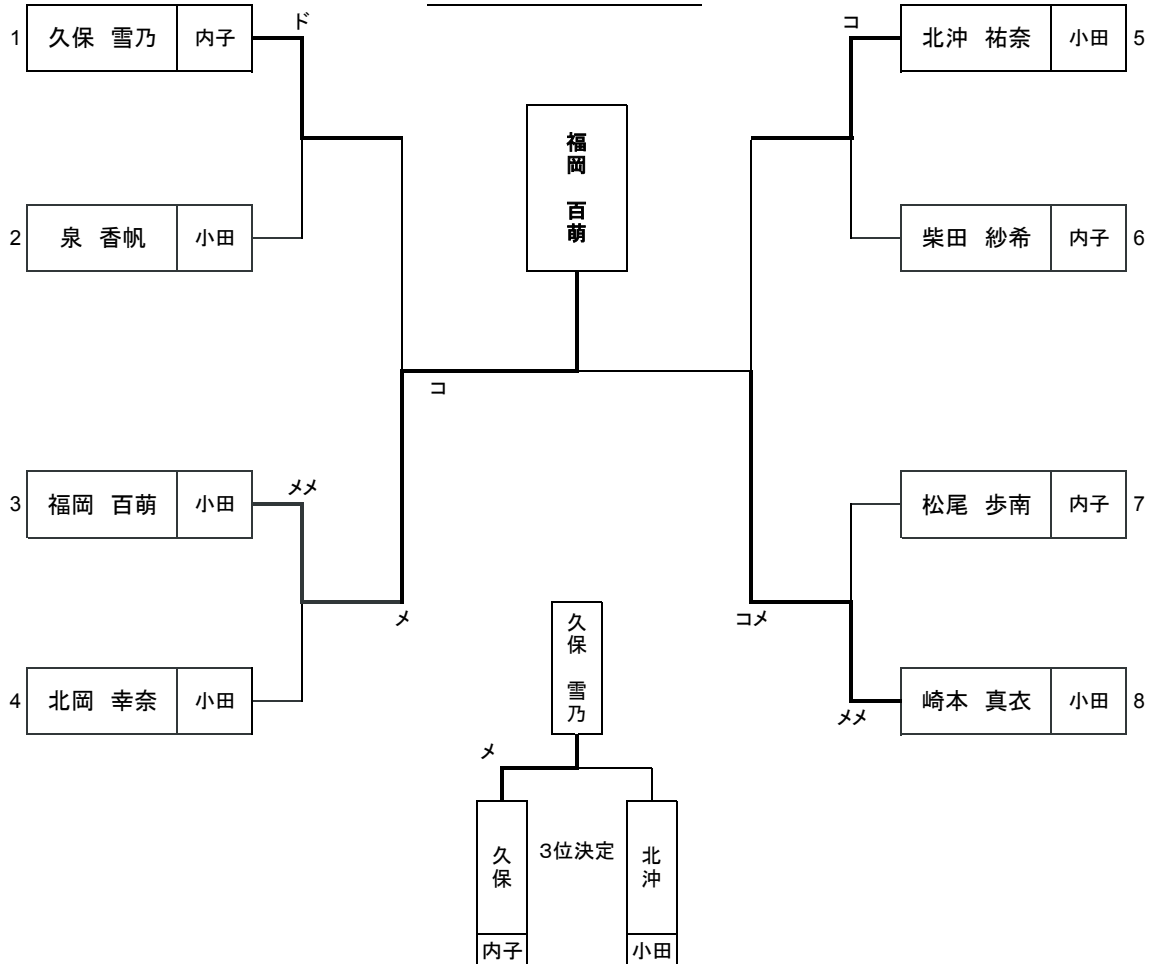 ド
コ
1 久保 雪乃 内子
北沖 祐奈 小田 5
福岡 百萌
2 泉 香帆 小田
柴田 紗希 内子 6
コ
メメ
3 福岡 百萌 小田
松尾 歩南 内子 7
メ
コメ
久保 雪乃
4 北岡 幸奈 小田
メメ
崎本 真衣 小田 8
メ
久保
3位決定
北沖
内子
小田